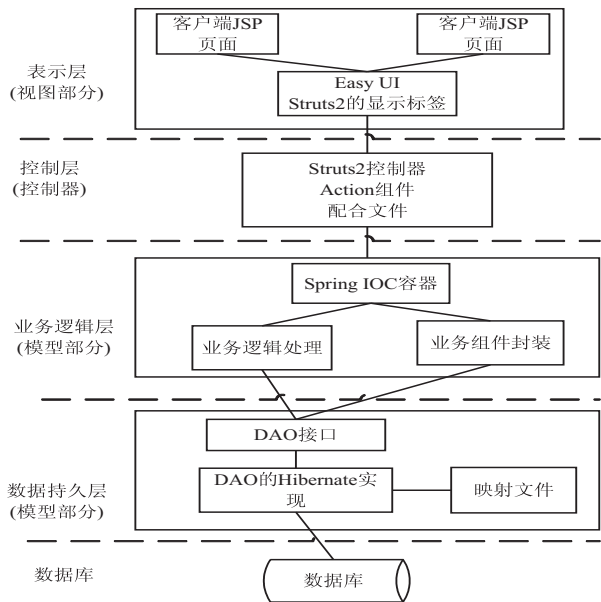 客户端JSP
页面
客户端JSP
页面
表示层
(视图部分)
Easy UI
Struts2的显示标签
控制层
(控制器)
Struts2控制器
Action组件
配合文件
Spring IOC容器
业务逻辑层
(模型部分)
业务逻辑处理
业务组件封装
DAO接口
数据持久层
(模型部分)
DAO的Hibernate实
现
映射文件
数据库
数据库